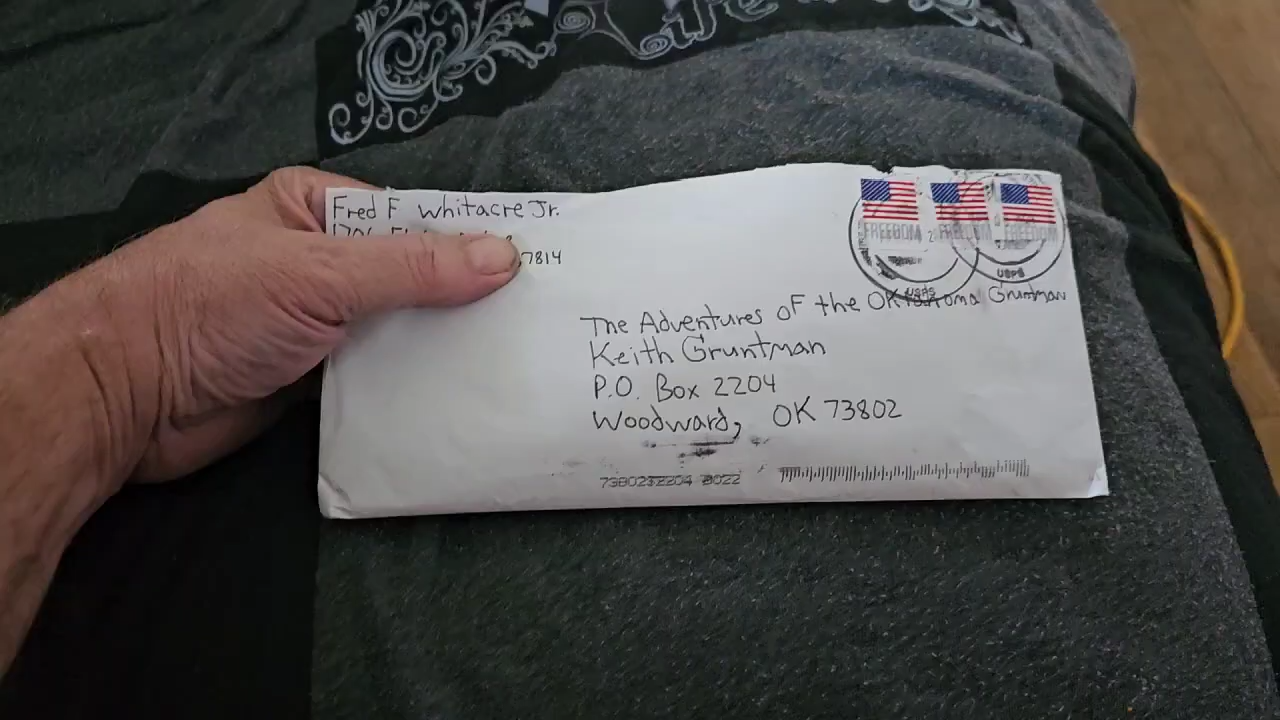 Fred F Whitacre Jr.
7814
FREEDOM FREEDOM FREEDOM
USPS
USPS
The Adventures of the Oklahoma Gruntman
Keith Gruntman
P.O. Box 2204
Woodward, OK 73802